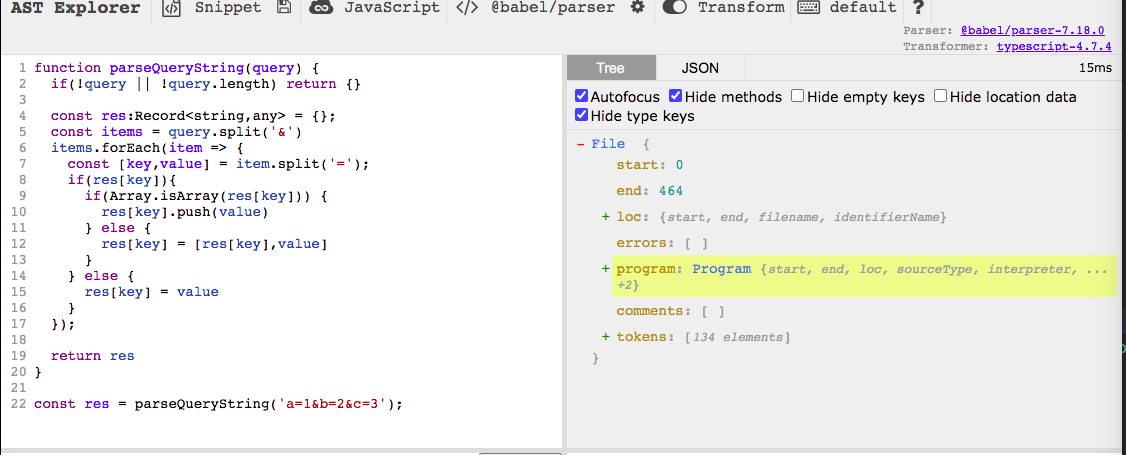 AST Explorer Snippet JavaScript </> @babel/parser Transform default ?
Parser: @babel/parser-7.18.0
Transformer: typescript-4.7.4
1 function parseQueryString(query) {
2   if(!query || !query.length) return {}
3
4   const res:Record<string,any> = {};
5   const items = query.split('&')
6   items.forEach(item => {
7     const [key,value] = item.split('=');
8     if(res[key]){
9       if(Array.isArray(res[key])) {
10         res[key].push(value)
11       } else {
12         res[key] = [res[key],value]
13       }
14     } else {
15       res[key] = value
16     }
17   });
18
19   return res
20 }
21
22 const res = parseQueryString('a=1&b=2&c=3');
Tree JSON 15ms
Autofocus Hide methods Hide empty keys Hide location data
Hide type keys
- File {
start: 0
end: 464
+ loc: {start, end, filename, identifierName}
errors: [ ]
+ program: Program {start, end, loc, sourceType, interpreter, ...
+2}
comments: [ ]
+ tokens: [134 elements]
}